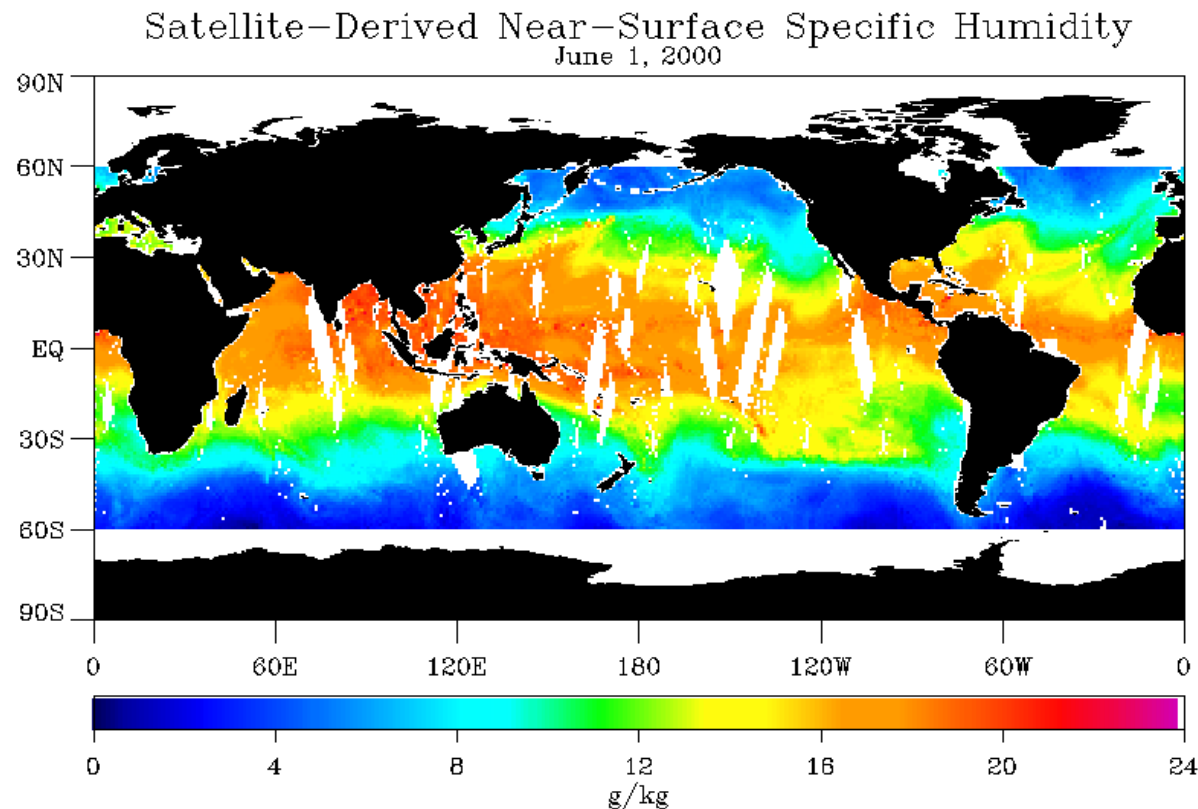 Satellite-Derived Near-Surface Specific Humidity
June 1, 2000
90N
60N
30N
EQ
30S
60S
90S
0 60E 120E 180 120W 60W 0
0 4 8 12 16 20 24
g/kg